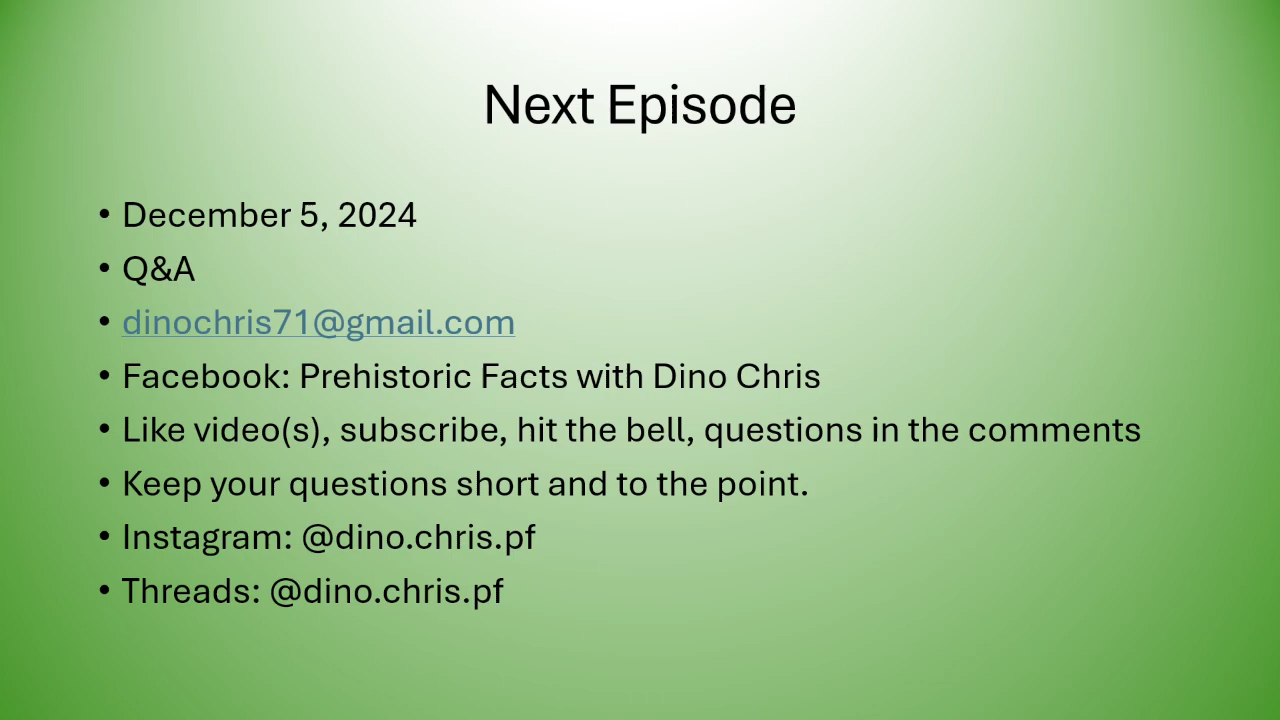 Next Episode
• December 5, 2024
• Q&A
• dinochris71@gmail.com
• Facebook: Prehistoric Facts with Dino Chris
• Like video(s), subscribe, hit the bell, questions in the comments
• Keep your questions short and to the point.
• Instagram: @dino.chris.pf
• Threads: @dino.chris.pf